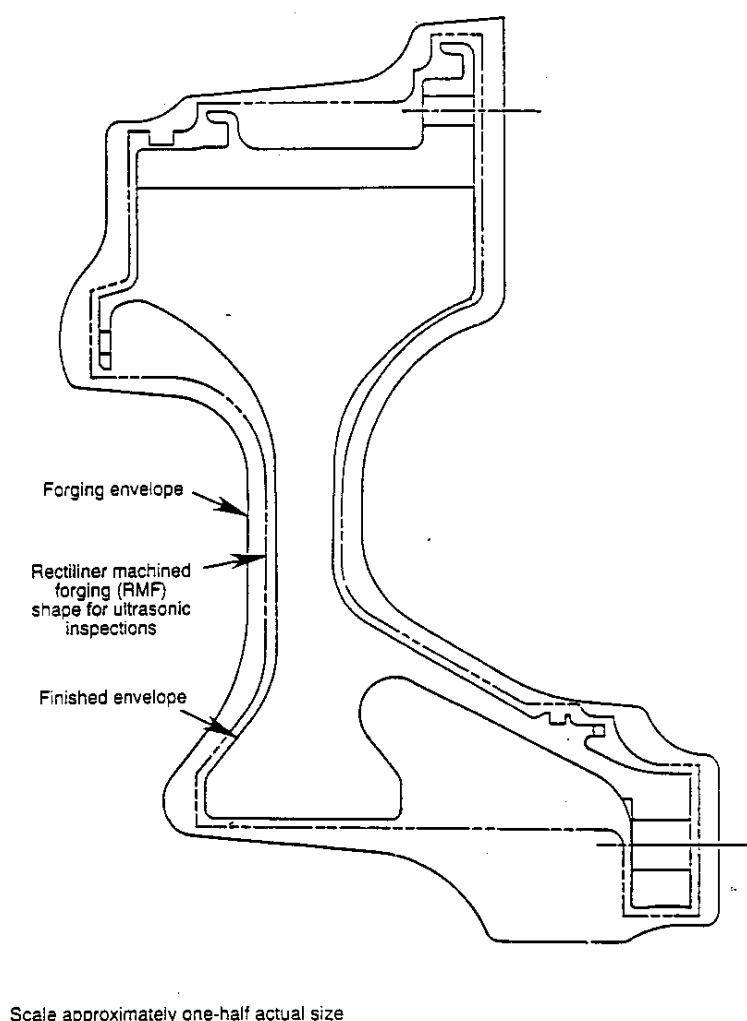 Forging envelope
Rectiliner machined
forging (RMF)
shape for ultrasonic
inspections
Finished envelope
Scale approximately one-half actual size